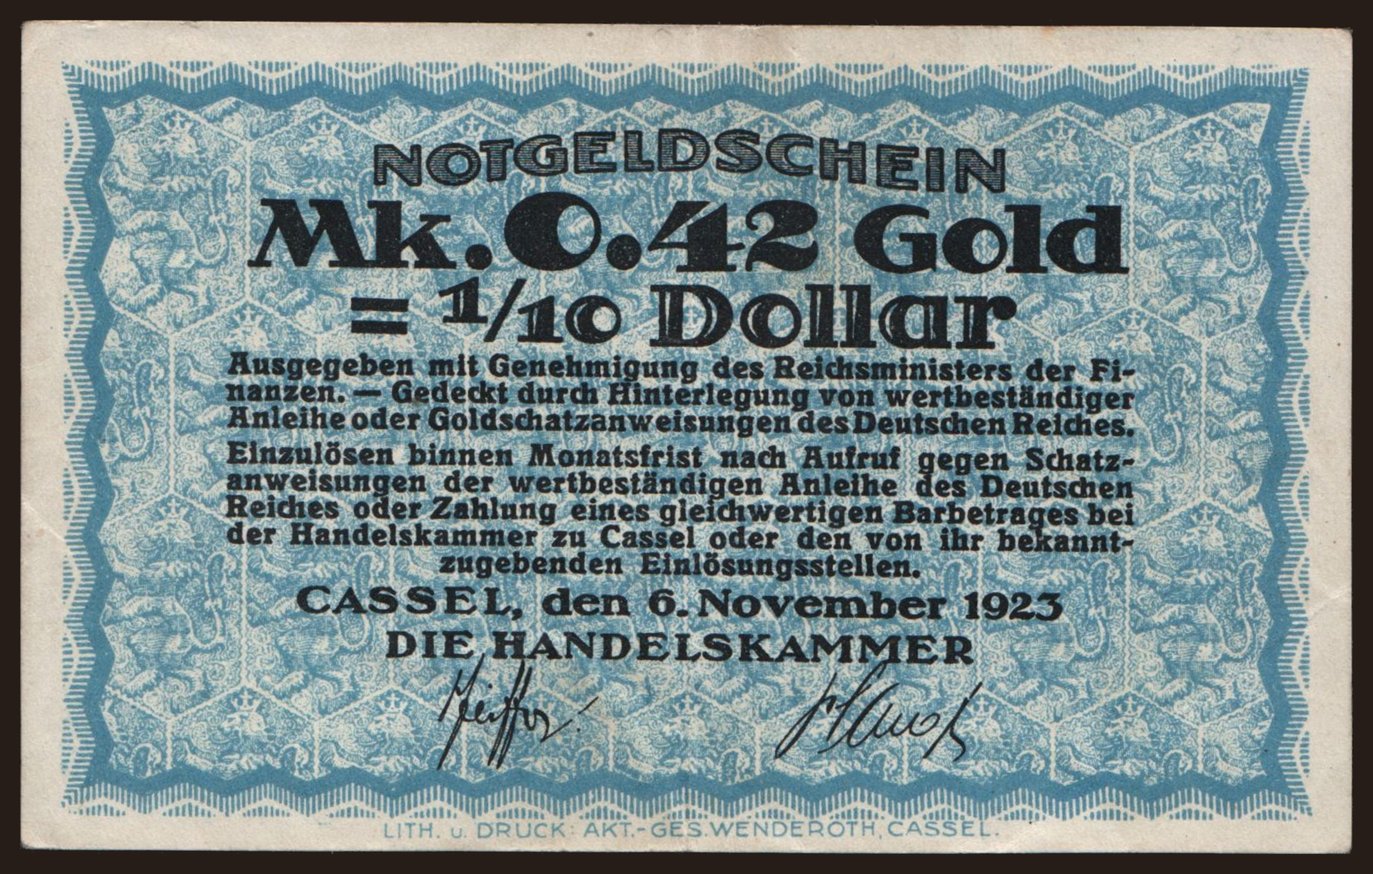 NOTGELDSCHEIN
Mk. 0.42 Gold
= 1/10 Dollar
Ausgegeben mit Genehmigung des Reichsministers der Fi-
nanzen. — Gedeckt durch Hinterlegung von wertbeständiger
Anleihe oder Goldschatzanweisungen des Deutschen Reiches.
Einzulösen binnen Monatsfrist nach Aufruf gegen Schatz-
anweisungen der wertbeständigen Anleihe des Deutschen
Reiches oder Zahlung eines gleichwertigen Barbetrages bei
der Handelskammer zu Cassel oder den von ihr bekannt-
zugebenden Einlösungsstellen.
CASSEL, den 6. November 1923
DIE HANDELSKAMMER
Pfeiffer
LITH. u. DRUCK: AKT.-GES. WENDEROTH, CASSEL.